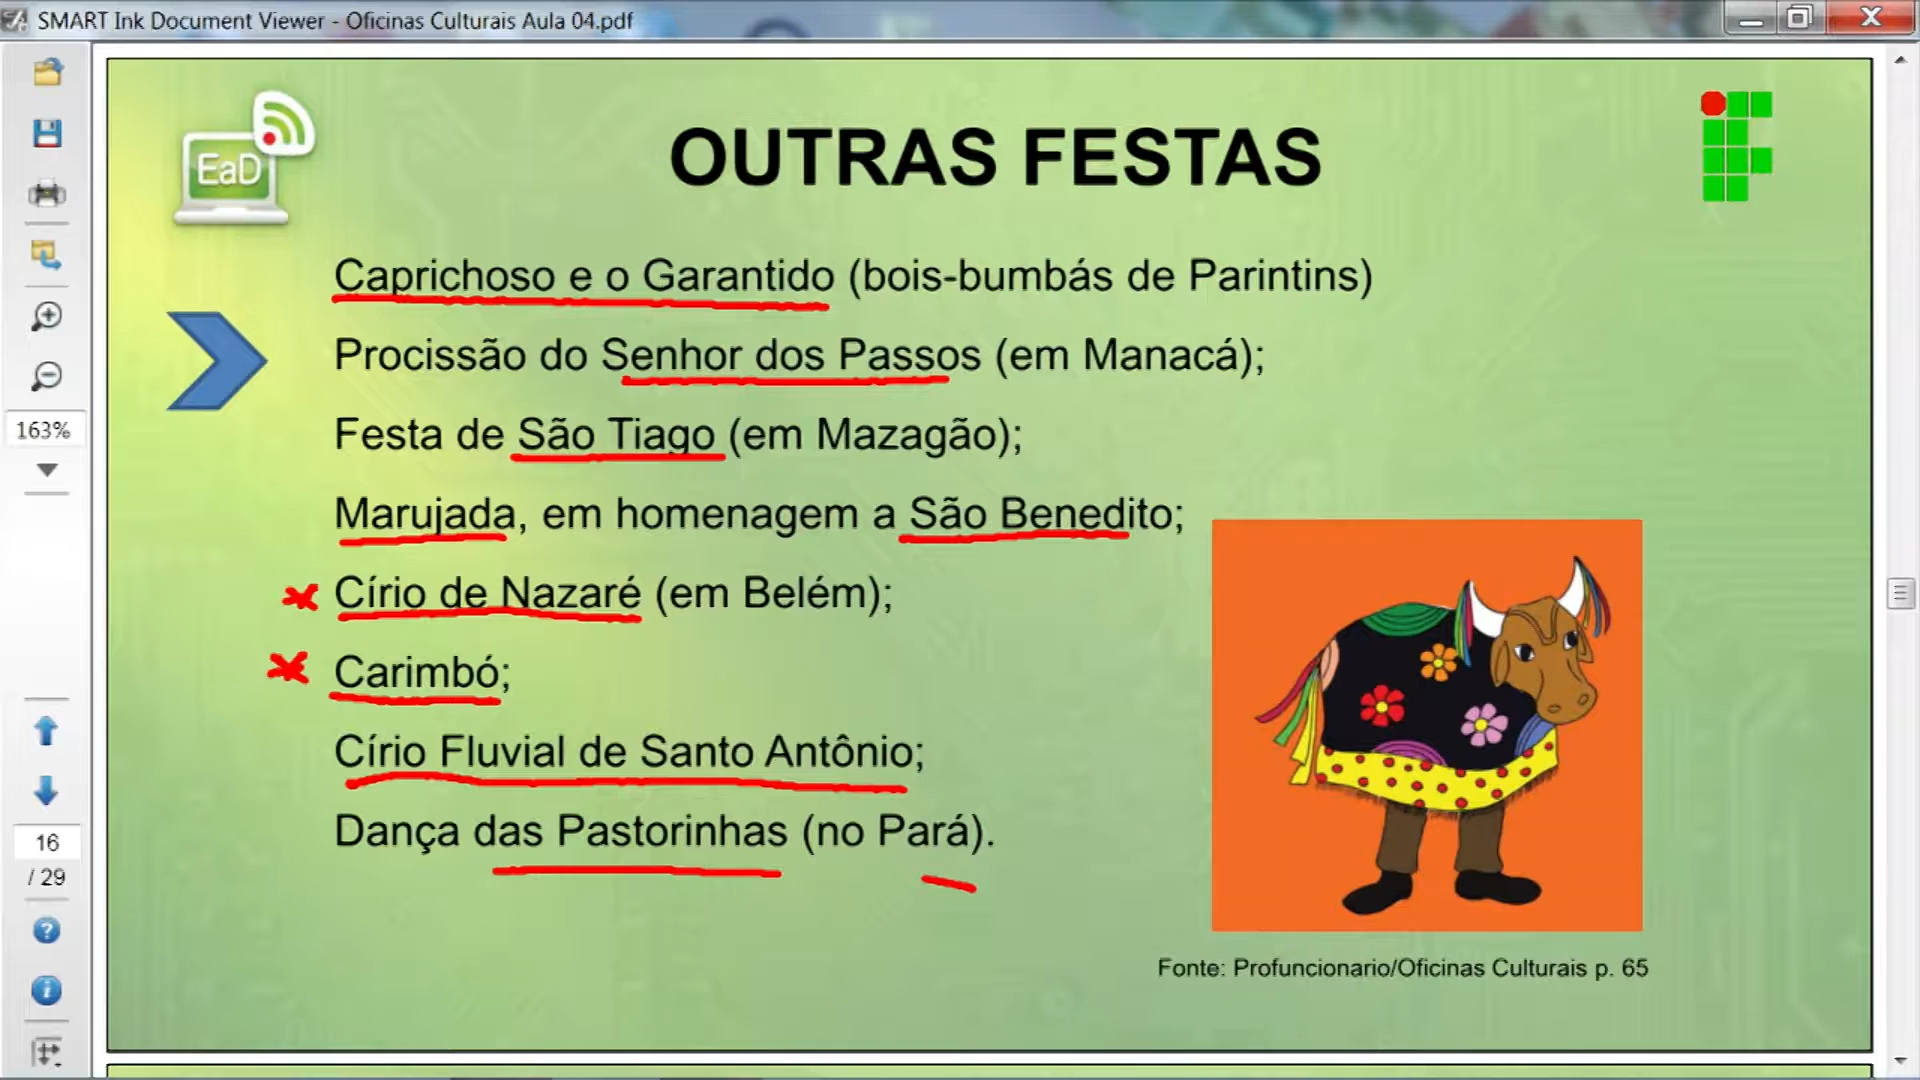 SMART Ink Document Viewer - Oficinas Culturais Aula 04.pdf
EaD
OUTRAS FESTAS
Caprichoso e o Garantido (bois-bumbás de Parintins)
Procissão do Senhor dos Passos (em Manacá);
Festa de São Tiago (em Mazagão);
Marujada, em homenagem a São Benedito;
Círio de Nazaré (em Belém);
Carimbó;
Círio Fluvial de Santo Antônio;
Dança das Pastorinhas (no Pará).
Fonte: Profuncionario/Oficinas Culturais p. 65
163%
16
/ 29